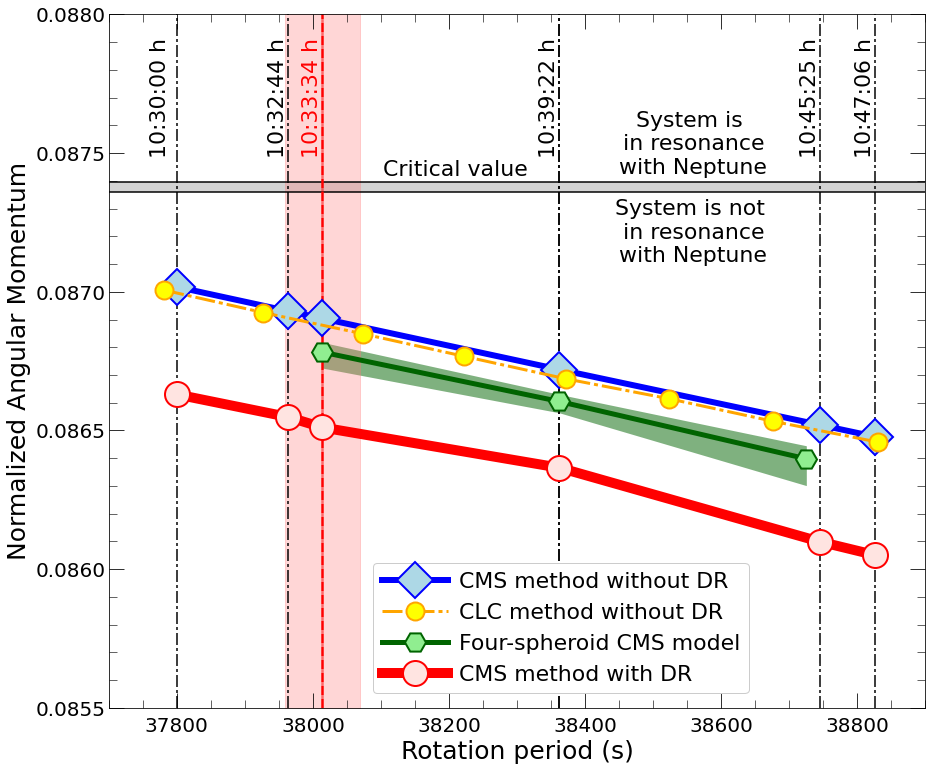 0.0880
0.0875
0.0870
0.0865
0.0860
0.0855
Normalized Angular Momentum
10:30:00 h
10:32:44 h
10:33:34 h
10:39:22 h
10:45:25 h
10:47:06 h
System is
in resonance
with Neptune
Critical value
System is not
in resonance
with Neptune
CMS method without DR
CLC method without DR
Four-spheroid CMS model
CMS method with DR
37800
38000
38200
38400
38600
38800
Rotation period (s)